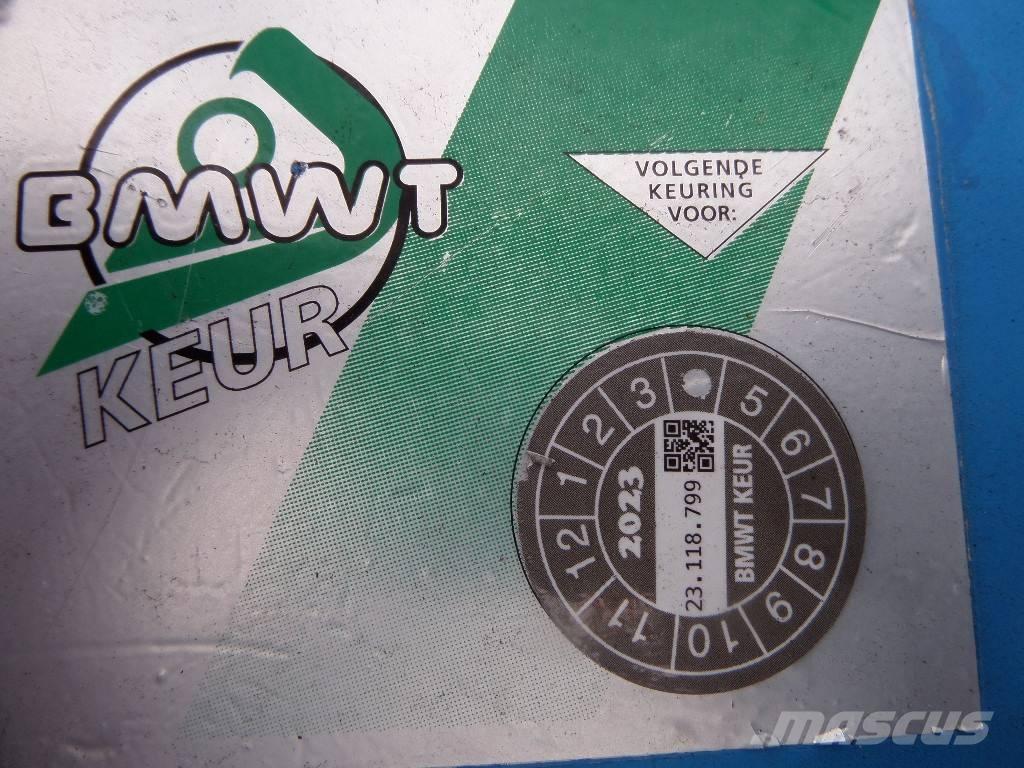 BMWT
KEUR
VOLGENDE
KEURING
VOOR:
1
2
3
5
6
7
8
9
10
11
12
2023
23.118.799
BMWT KEUR
mascus